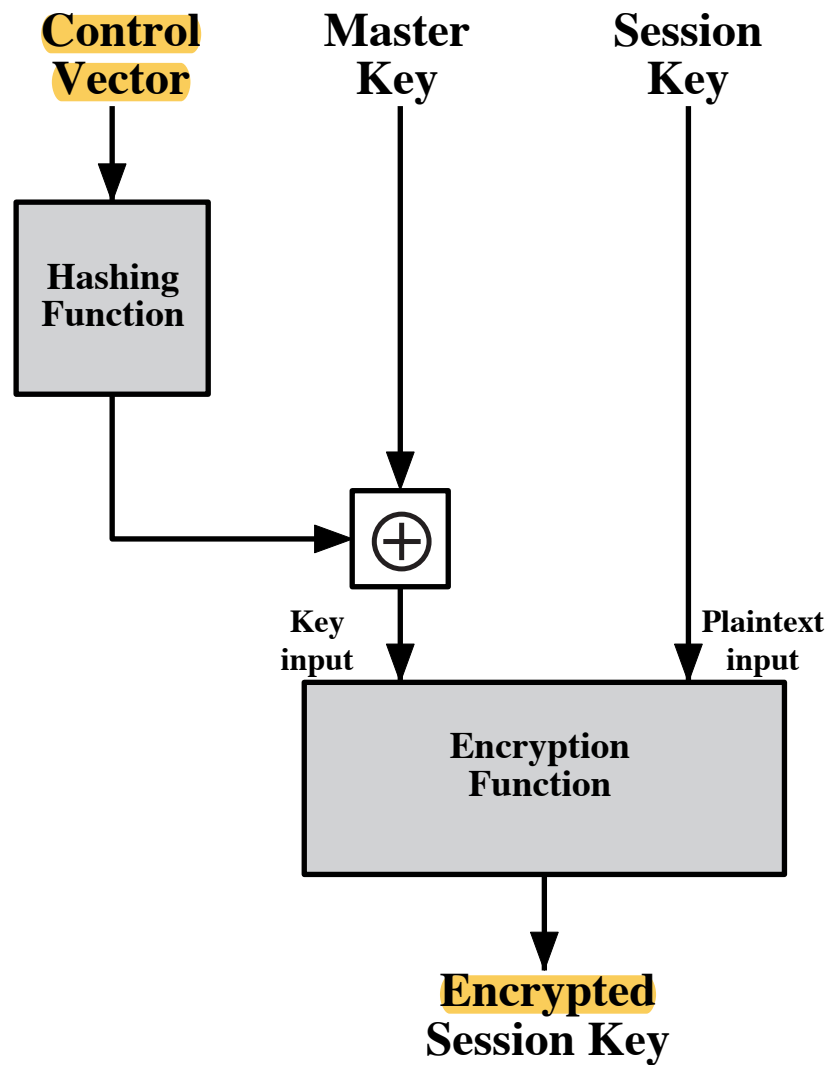 Control
Vector
Master
Key
Session
Key
Hashing
Function
Key
input
Plaintext
input
Encryption
Function
Encrypted
Session Key